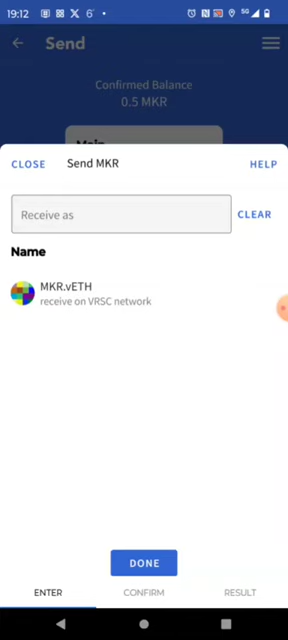 19:12
5G
Send
Confirmed Balance
0.5 MKR
Main
CLOSE
Send MKR
HELP
Receive as
CLEAR
Name
MKR.vETH
receive on VRSC network
DONE
ENTER
CONFIRM
RESULT